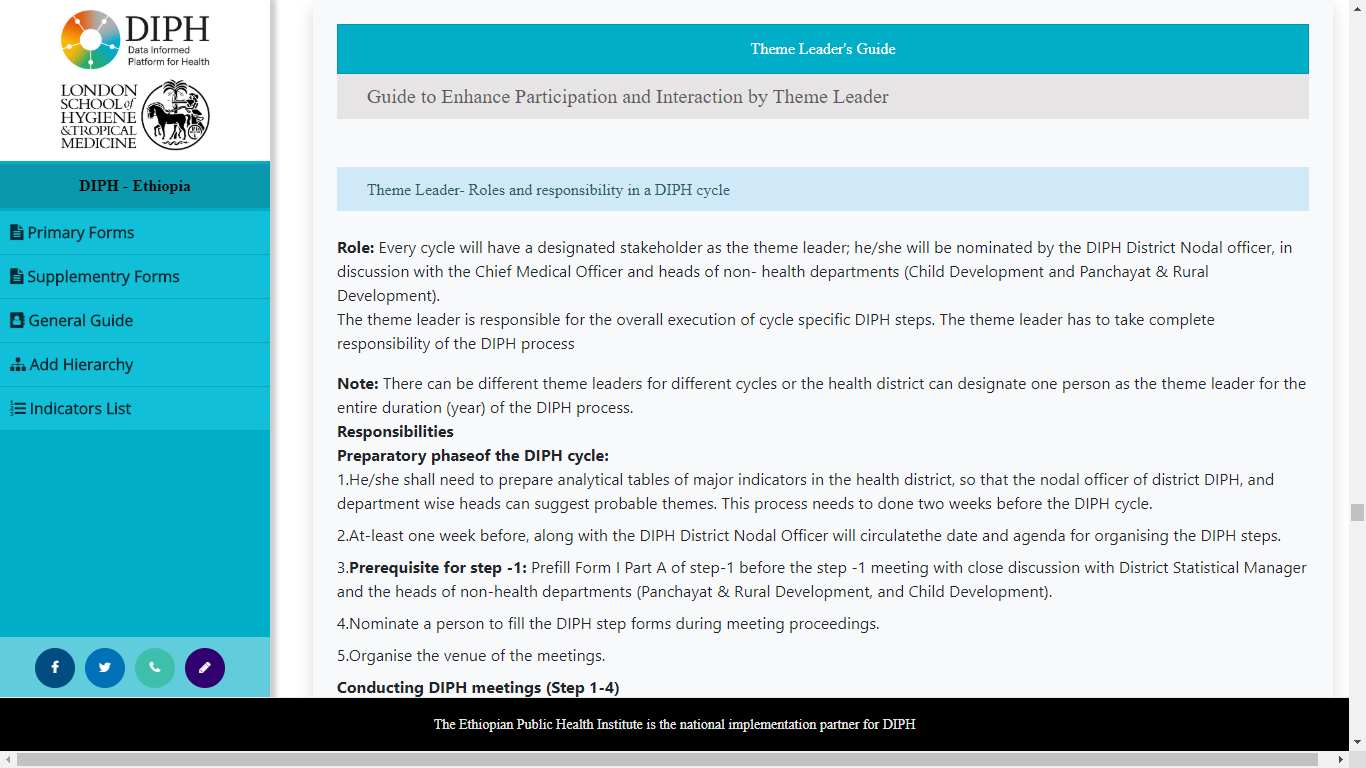 DIPH
Data Informed
Platform for Health
LONDON
SCHOOL of
HYGIENE
& TROPICAL
MEDICINE
DIPH - Ethiopia
Primary Forms
Supplementry Forms
General Guide
Add Hierarchy
Indicators List
Theme Leader's Guide
Guide to Enhance Participation and Interaction by Theme Leader
Theme Leader- Roles and responsibility in a DIPH cycle
Role: Every cycle will have a designated stakeholder as the theme leader; he/she will be nominated by the DIPH District Nodal officer, in
discussion with the Chief Medical Officer and heads of non- health departments (Child Development and Panchayat & Rural
Development).
The theme leader is responsible for the overall execution of cycle specific DIPH steps. The theme leader has to take complete
responsibility of the DIPH process
Note: There can be different theme leaders for different cycles or the health district can designate one person as the theme leader for the
entire duration (year) of the DIPH process.
Responsibilities
Preparatory phaseof the DIPH cycle:
1.He/she shall need to prepare analytical tables of major indicators in the health district, so that the nodal officer of district DIPH, and
department wise heads can suggest probable themes. This process needs to done two weeks before the DIPH cycle.
2.At-least one week before, along with the DIPH District Nodal Officer will circulatethe date and agenda for organising the DIPH steps.
3.Prerequisite for step -1: Prefill Form I Part A of step-1 before the step -1 meeting with close discussion with District Statistical Manager
and the heads of non-health departments (Panchayat & Rural Development, and Child Development).
4.Nominate a person to fill the DIPH step forms during meeting proceedings.
5.Organise the venue of the meetings.
Conducting DIPH meetings (Step 1-4)
The Ethiopian Public Health Institute is the national implementation partner for DIPH